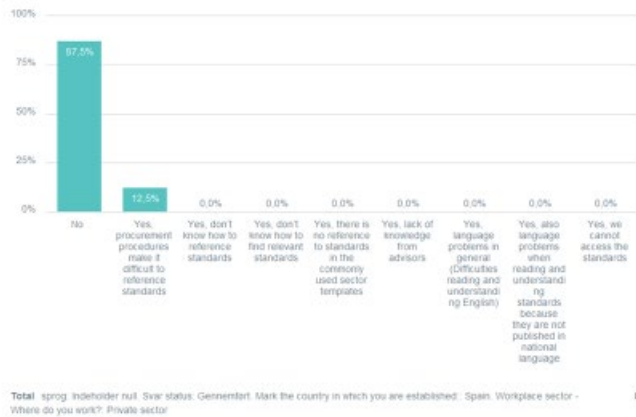 100%
75%
50%
25%
0%
87,5%
12,5%
0,0%
0,0%
0,0%
0,0%
0,0%
0,0%
0,0%
No
Yes,
procurement
procedures
make it
difficult to
reference
standards
Yes, don't
know how to
reference
standards
Yes, don't
know how to
find relevant
standards
Yes, there is
no reference
to standards
in the
commonly
used sector
templates
Yes, lack of
knowledge
from
advisors
Yes,
language
problems in
general
(Difficulties
reading and
understandi
ng English)
Yes, also
language
problems
when
reading and
understandi
ng
standards
because
they are not
published in
national
language
Yes, we
cannot
access the
standards
Total sprog. Indeholder null. Svar status: Gennemført. Mark the country in which you are established: Spain. Workplace sector -
Where do you work?: Private sector